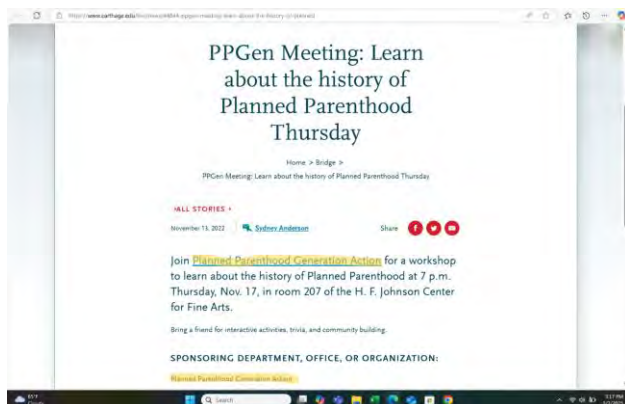 www.carthage.edu
PPGen Meeting: Learn
about the history of
Planned Parenthood
Thursday
Home > Bridge >
PPGen Meeting: Learn about the history of Planned Parenthood Thursday
ALL STORIES
November 13, 2022
Sydney Anderson
Share
Join Planned Parenthood Generation Action for a workshop
to learn about the history of Planned Parenthood at 7 p.m.
Thursday, Nov. 17, in room 207 of the H. F. Johnson Center
for Fine Arts.
Bring a friend for interactive activities, trivia, and community building.
SPONSORING DEPARTMENT, OFFICE, OR ORGANIZATION:
Planned Parenthood Generation Action
Search